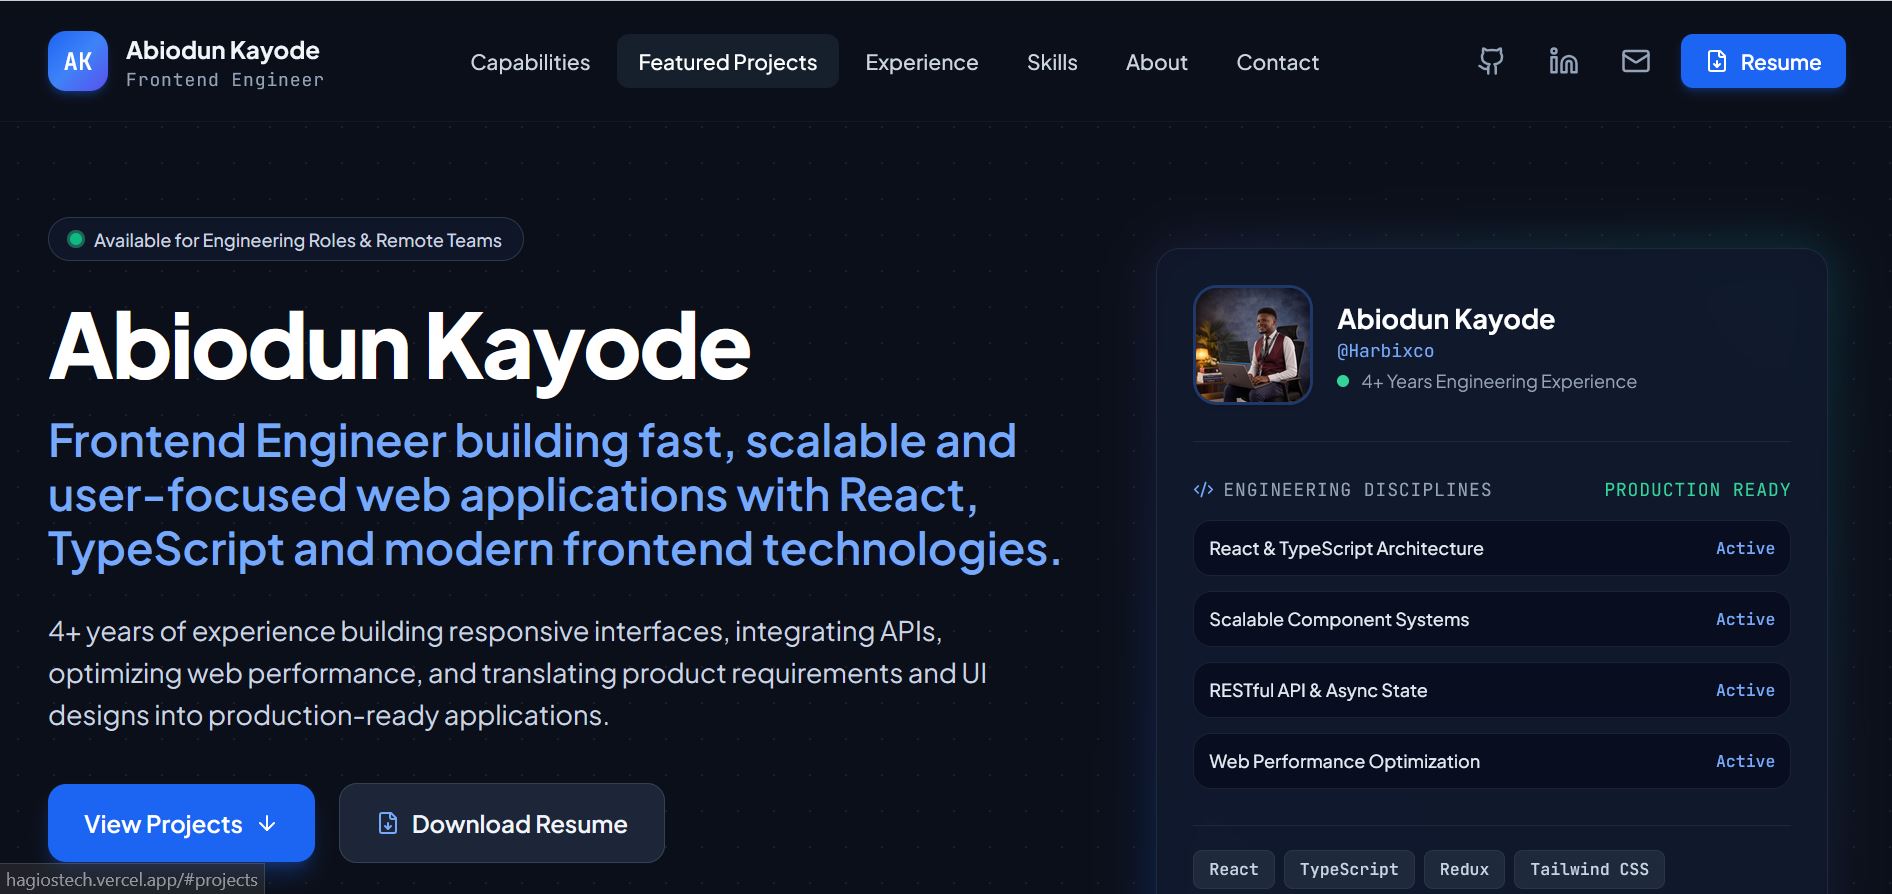 AK
Abiodun Kayode
Frontend Engineer
Capabilities
Featured Projects
Experience
Skills
About
Contact
Resume
Available for Engineering Roles & Remote Teams
Abiodun Kayode
Frontend Engineer building fast, scalable and
user-focused web applications with React,
TypeScript and modern frontend technologies.
4+ years of experience building responsive interfaces, integrating APIs,
optimizing web performance, and translating product requirements and UI
designs into production-ready applications.
View Projects ↓
Download Resume
Abiodun Kayode
@Harbixco
4+ Years Engineering Experience
</> ENGINEERING DISCIPLINES
PRODUCTION READY
React & TypeScript Architecture
Active
Scalable Component Systems
Active
RESTful API & Async State
Active
Web Performance Optimization
Active
React
TypeScript
Redux
Tailwind CSS
hagiostech.vercel.app/#projects